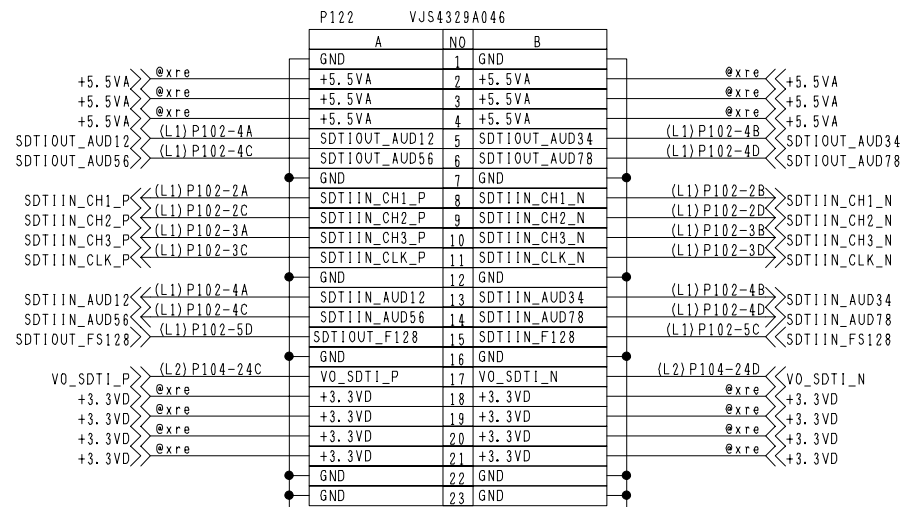 P122 VJS4329A046
A NO B
GND 1 GND
+5.5VA @xre +5.5VA 2 +5.5VA @xre +5.5VA
+5.5VA @xre +5.5VA 3 +5.5VA @xre +5.5VA
+5.5VA @xre +5.5VA 4 +5.5VA @xre +5.5VA
SDTIOUT_AUD12 (L1)P102-4A SDTIOUT_AUD12 5 SDTIOUT_AUD34 (L1)P102-4B SDTIOUT_AUD34
SDTIOUT_AUD56 (L1)P102-4C SDTIOUT_AUD56 6 SDTIOUT_AUD78 (L1)P102-4D SDTIOUT_AUD78
GND 7 GND
SDTIIN_CH1_P (L1)P102-2A SDTIIN_CH1_P 8 SDTIIN_CH1_N (L1)P102-2B SDTIIN_CH1_N
SDTIIN_CH2_P (L1)P102-2C SDTIIN_CH2_P 9 SDTIIN_CH2_N (L1)P102-2D SDTIIN_CH2_N
SDTIIN_CH3_P (L1)P102-3A SDTIIN_CH3_P 10 SDTIIN_CH3_N (L1)P102-3B SDTIIN_CH3_N
SDTIIN_CLK_P (L1)P102-3C SDTIIN_CLK_P 11 SDTIIN_CLK_N (L1)P102-3D SDTIIN_CLK_N
GND 12 GND
SDTIIN_AUD12 (L1)P102-4A SDTIIN_AUD12 13 SDTIIN_AUD34 (L1)P102-4B SDTIIN_AUD34
SDTIIN_AUD56 (L1)P102-4C SDTIIN_AUD56 14 SDTIIN_AUD78 (L1)P102-4D SDTIIN_AUD78
SDTIOUT_FS128 (L1)P102-5D SDTIOUT_F128 15 SDTIIN_F128 (L1)P102-5C SDTIIN_FS128
GND 16 GND
VO_SDTI_P (L2)P104-24C VO_SDTI_P 17 VO_SDTI_N (L2)P104-24D VO_SDTI_N
+3.3VD @xre +3.3VD 18 +3.3VD @xre +3.3VD
+3.3VD @xre +3.3VD 19 +3.3VD @xre +3.3VD
+3.3VD @xre +3.3VD 20 +3.3VD @xre +3.3VD
+3.3VD @xre +3.3VD 21 +3.3VD @xre +3.3VD
GND 22 GND
GND 23 GND